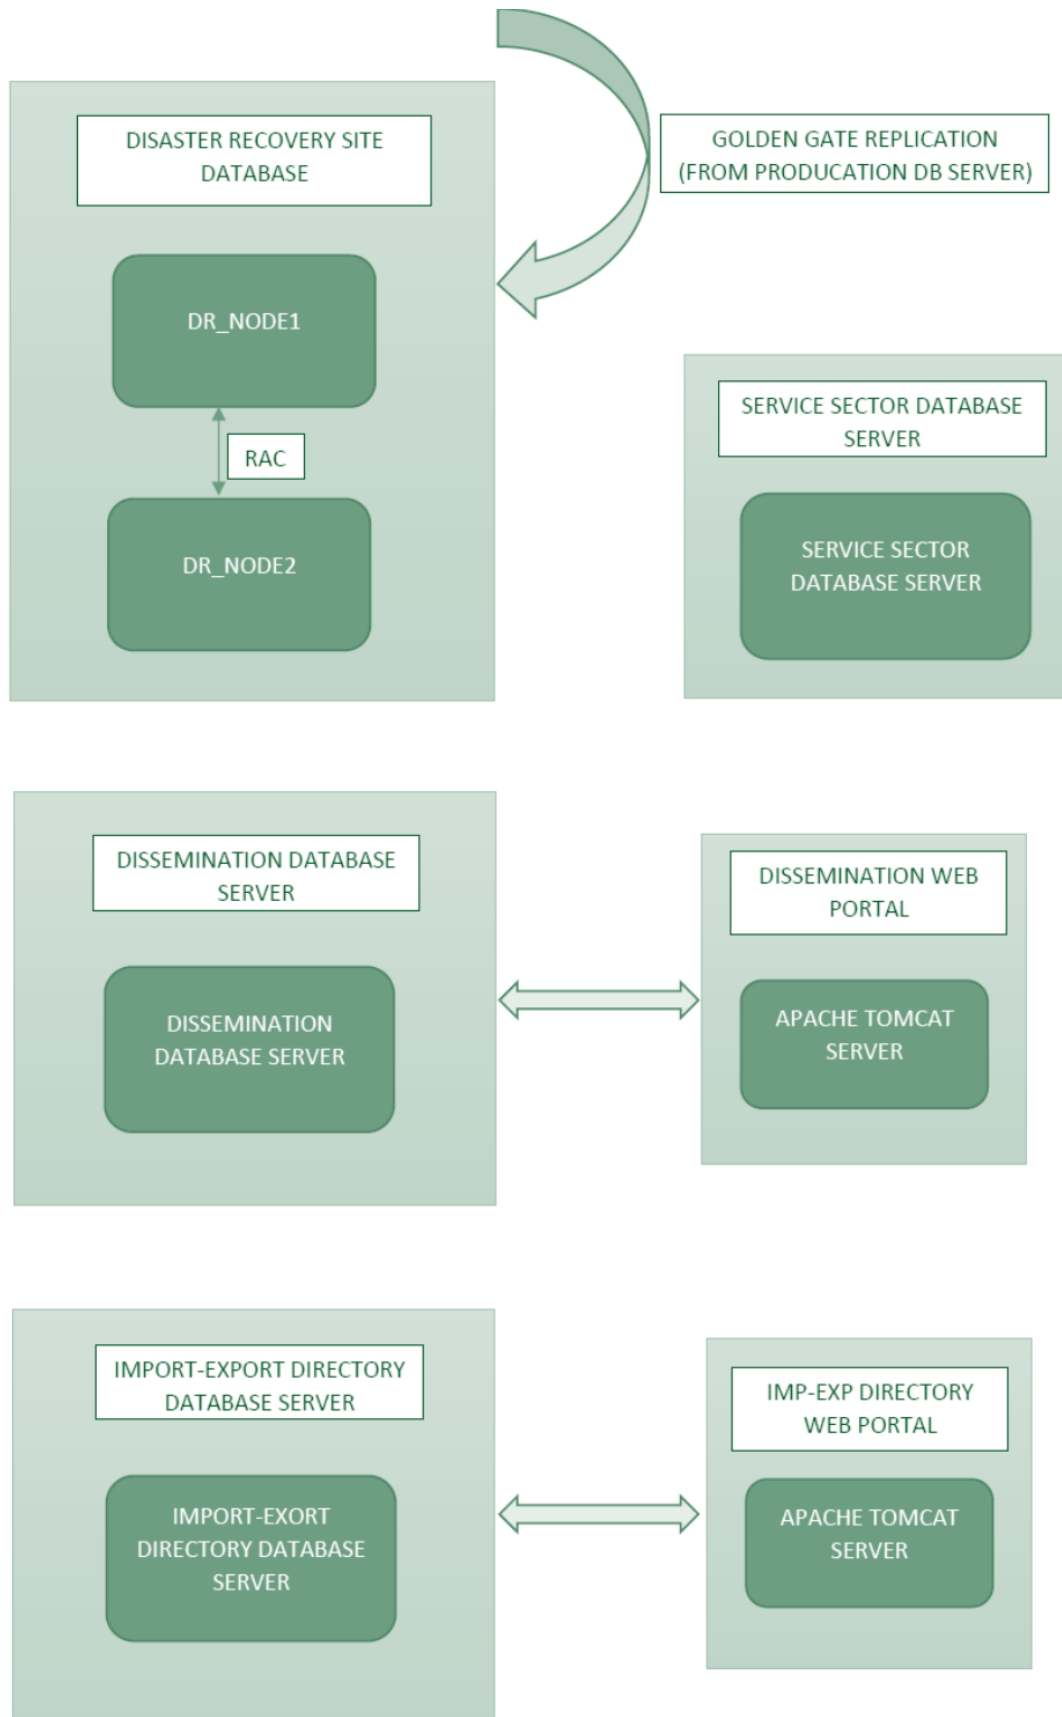 DISASTER RECOVERY SITE
DATABASE
GOLDEN GATE REPLICATION
(FROM PRODUCATION DB SERVER)
DR_NODE1
RAC
DR_NODE2
SERVICE SECTOR DATABASE
SERVER
SERVICE SECTOR
DATABASE SERVER
DISSEMINATION DATABASE
SERVER
DISSEMINATION
DATABASE SERVER
DISSEMINATION WEB
PORTAL
APACHE TOMCAT
SERVER
IMPORT-EXPORT DIRECTORY
DATABASE SERVER
IMPORT-EXORT
DIRECTORY DATABASE
SERVER
IMP-EXP DIRECTORY
WEB PORTAL
APACHE TOMCAT
SERVER